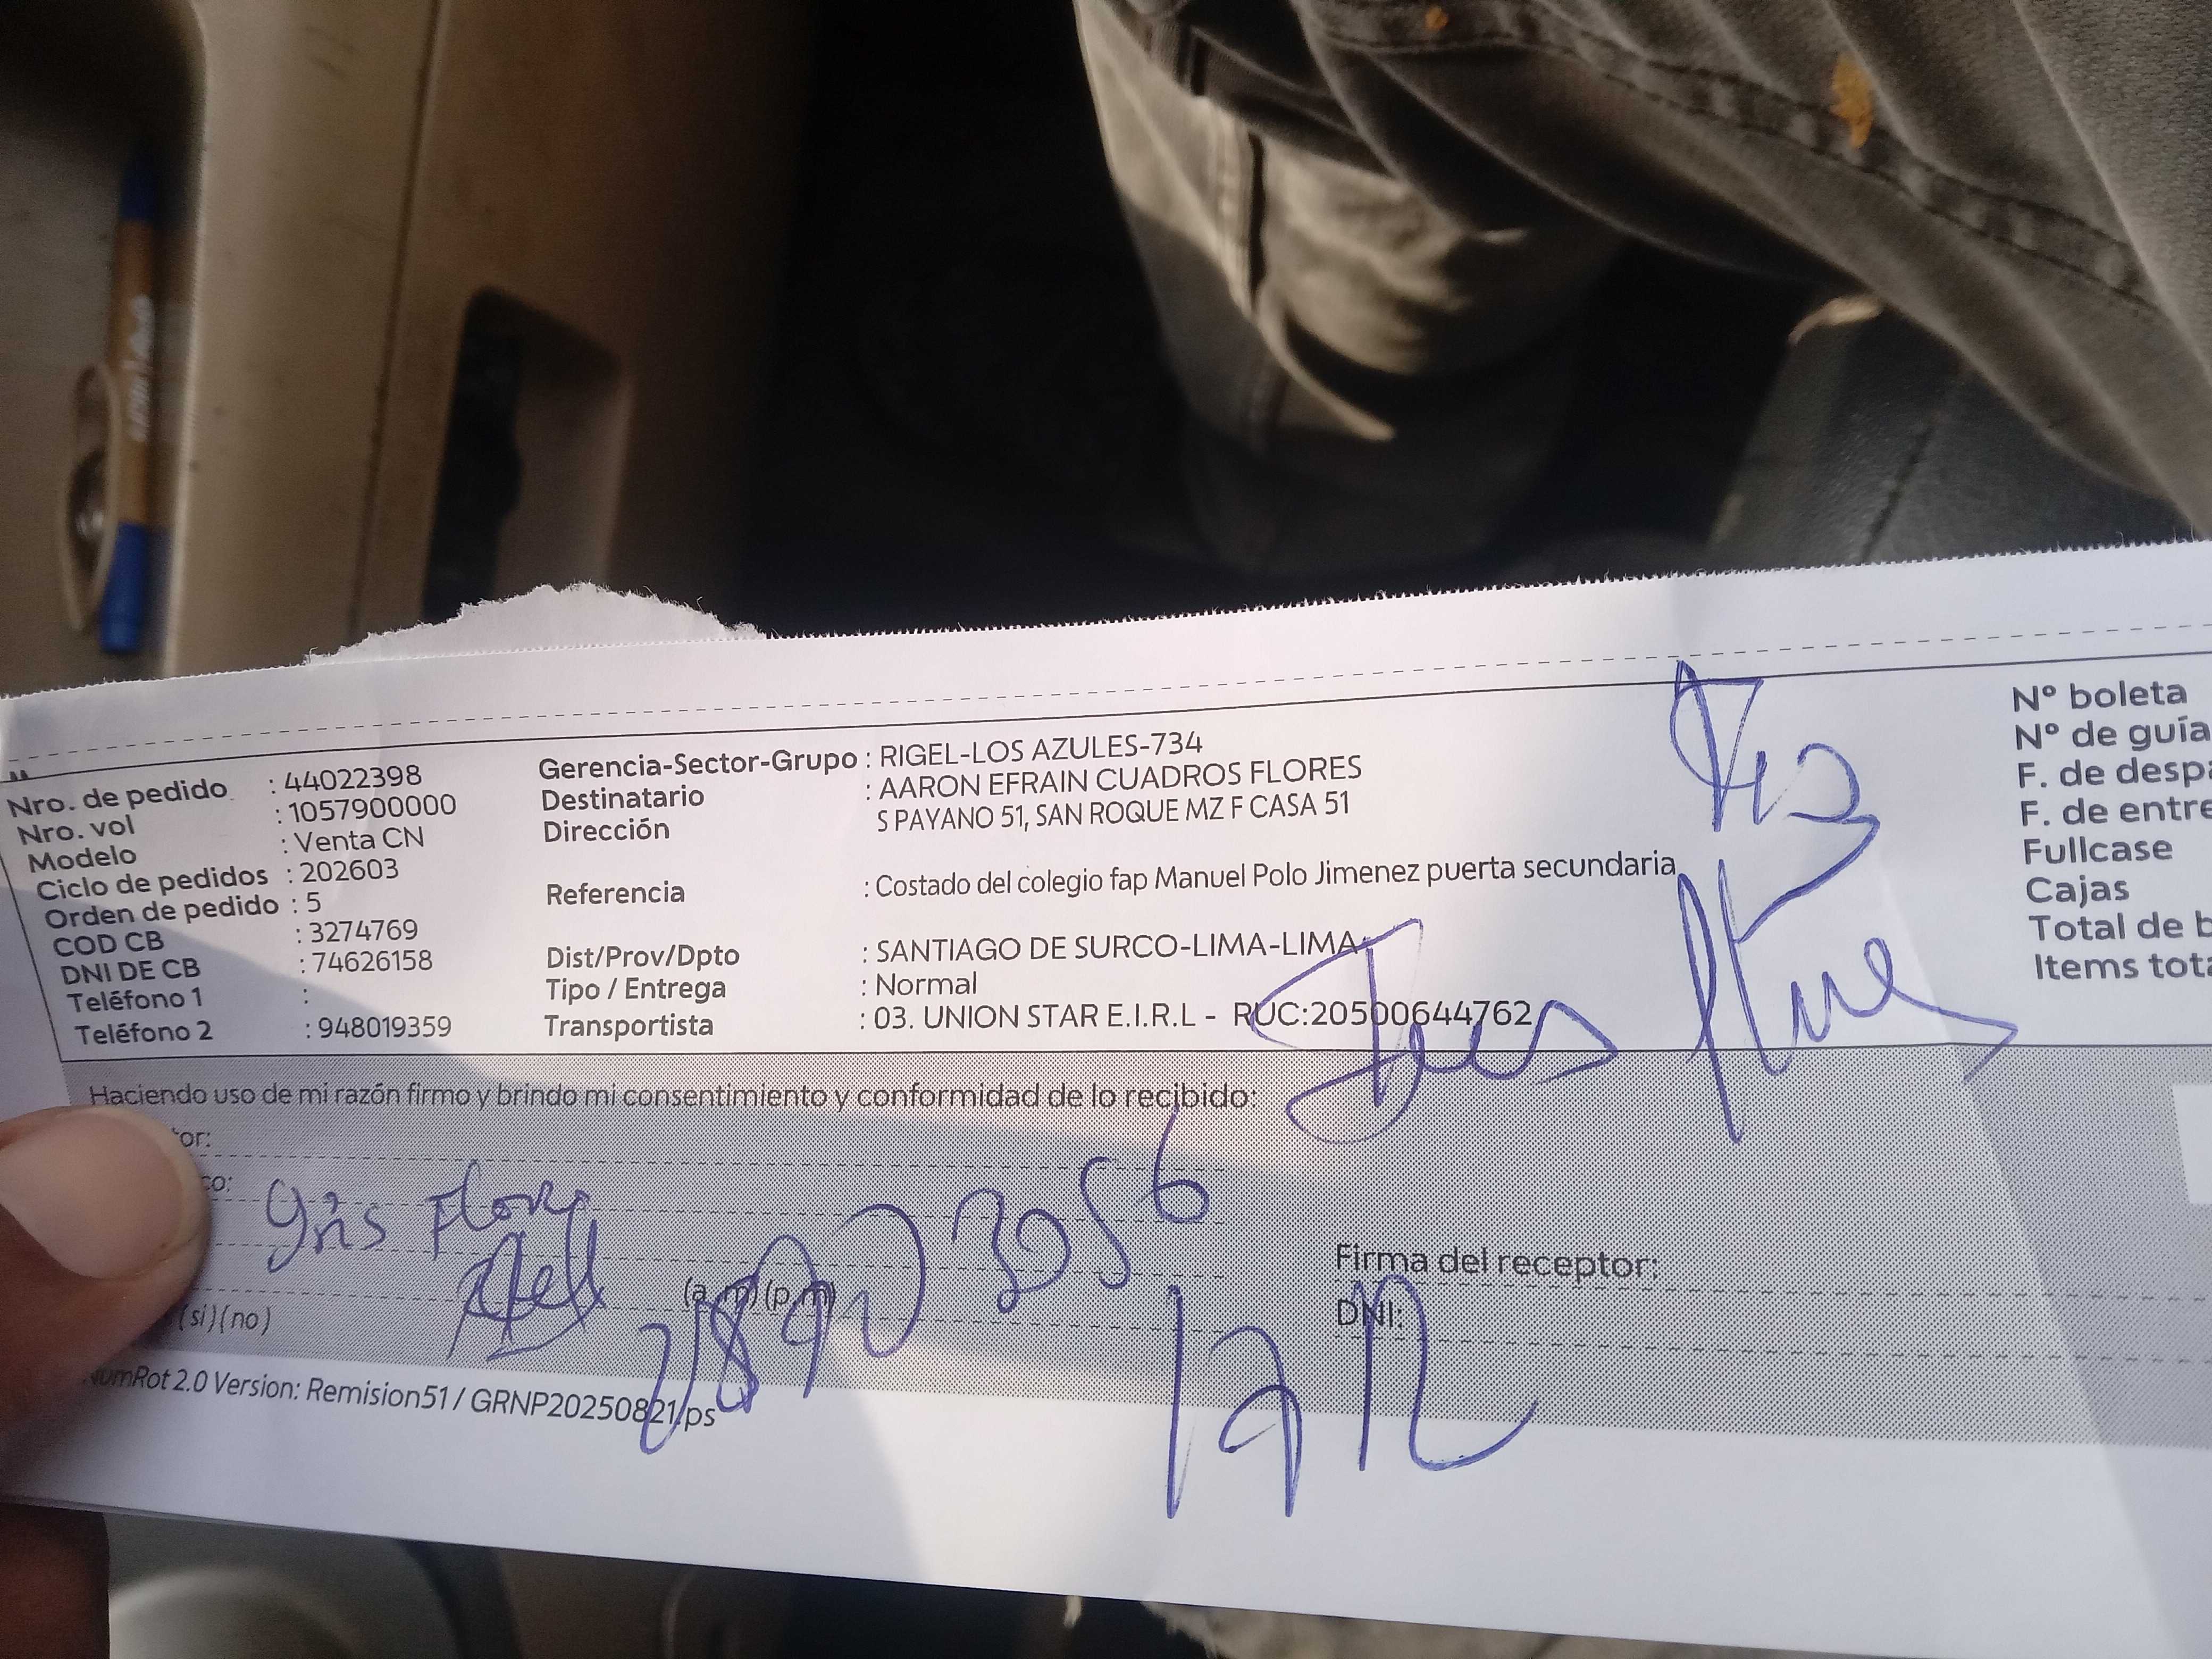 Nro. de pedido : 44022398
Nro. vol : 1057900000
Modelo : Venta CN
Ciclo de pedidos : 202603
Orden de pedido : 5
COD CB : 3274769
DNI DE CB : 74626158
Teléfono 1 :
Teléfono 2 : 948019359
Gerencia-Sector-Grupo : RIGEL-LOS AZULES-734
Destinatario : AARON EFRAIN CUADROS FLORES
Dirección S PAYANO 51, SAN ROQUE MZ F CASA 51
Referencia : Costado del colegio fap Manuel Polo Jimenez puerta secundaria
Dist/Prov/Dpto : SANTIAGO DE SURCO-LIMA-LIMA
Tipo / Entrega : Normal
Transportista : 03. UNION STAR E.I.R.L - RUC:20500644762
N° boleta
N° de guía
F. de despa
F. de entre
Fullcase
Cajas
Total de b
Items tota
Haciendo uso de mi razón firmo y brindo mi consentimiento y conformidad de lo recibido:
tor:
co:
gris
(a.m)(p.m)
(si)(no)
Firma del receptor:
DNI:
NumRot 2.0 Version: Remision51 / GRNP20250821.ps